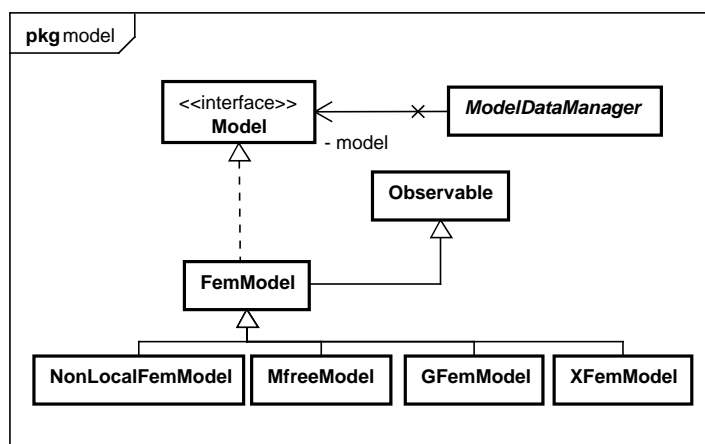 pkg model
<<interface>>
Model
ModelDataManager
- model
Observable
FemModel
NonLocalFemModel
MfreeModel
GFemModel
XFemModel